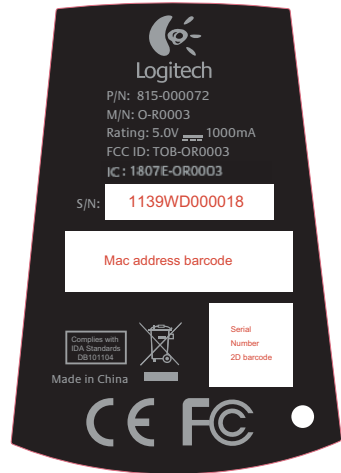 Logitech
P/N: 815-000072
M/N: O-R0003
Rating: 5.0V 1000mA
FCC ID: TOB-OR0003
IC: 1807E-OR0003
S/N: 1139WD000018
Mac address barcode
Complies with
IDA Standards
DB101104
Serial
Number
2D barcode
Made in China
CE FC